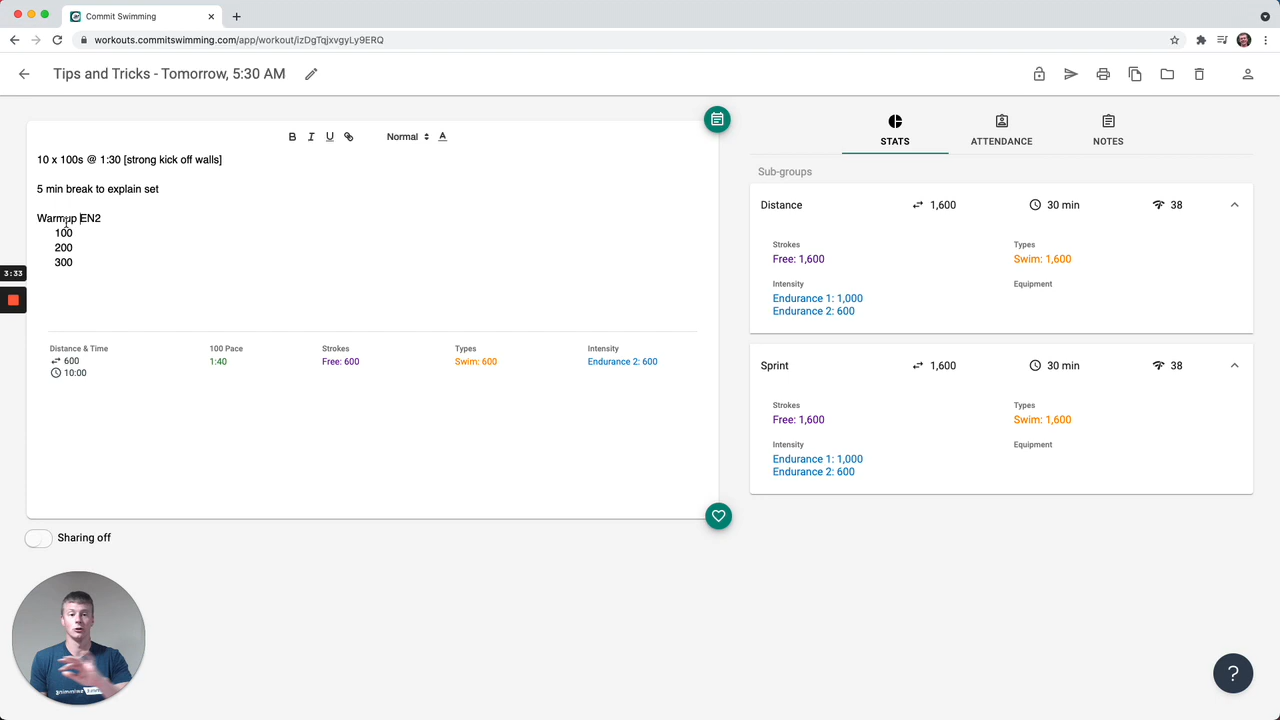 Commit Swimming
workouts.commitswimming.com/app/workout/izDgTqjxvgyLy9ERQ
Tips and Tricks - Tomorrow, 5:30 AM
B I U Normal A
10 x 100s @ 1:30 [strong kick off walls]
5 min break to explain set
Warmup EN2
100
200
300
3:33
Distance & Time 100 Pace Strokes Types Intensity
600 1:40 Free: 600 Swim: 600 Endurance 2: 600
10:00
Sharing off
STATS ATTENDANCE NOTES
Sub-groups
Distance 1,600 30 min 38
Strokes Types
Free: 1,600 Swim: 1,600
Intensity Equipment
Endurance 1: 1,000
Endurance 2: 600
Sprint 1,600 30 min 38
Strokes Types
Free: 1,600 Swim: 1,600
Intensity Equipment
Endurance 1: 1,000
Endurance 2: 600
?